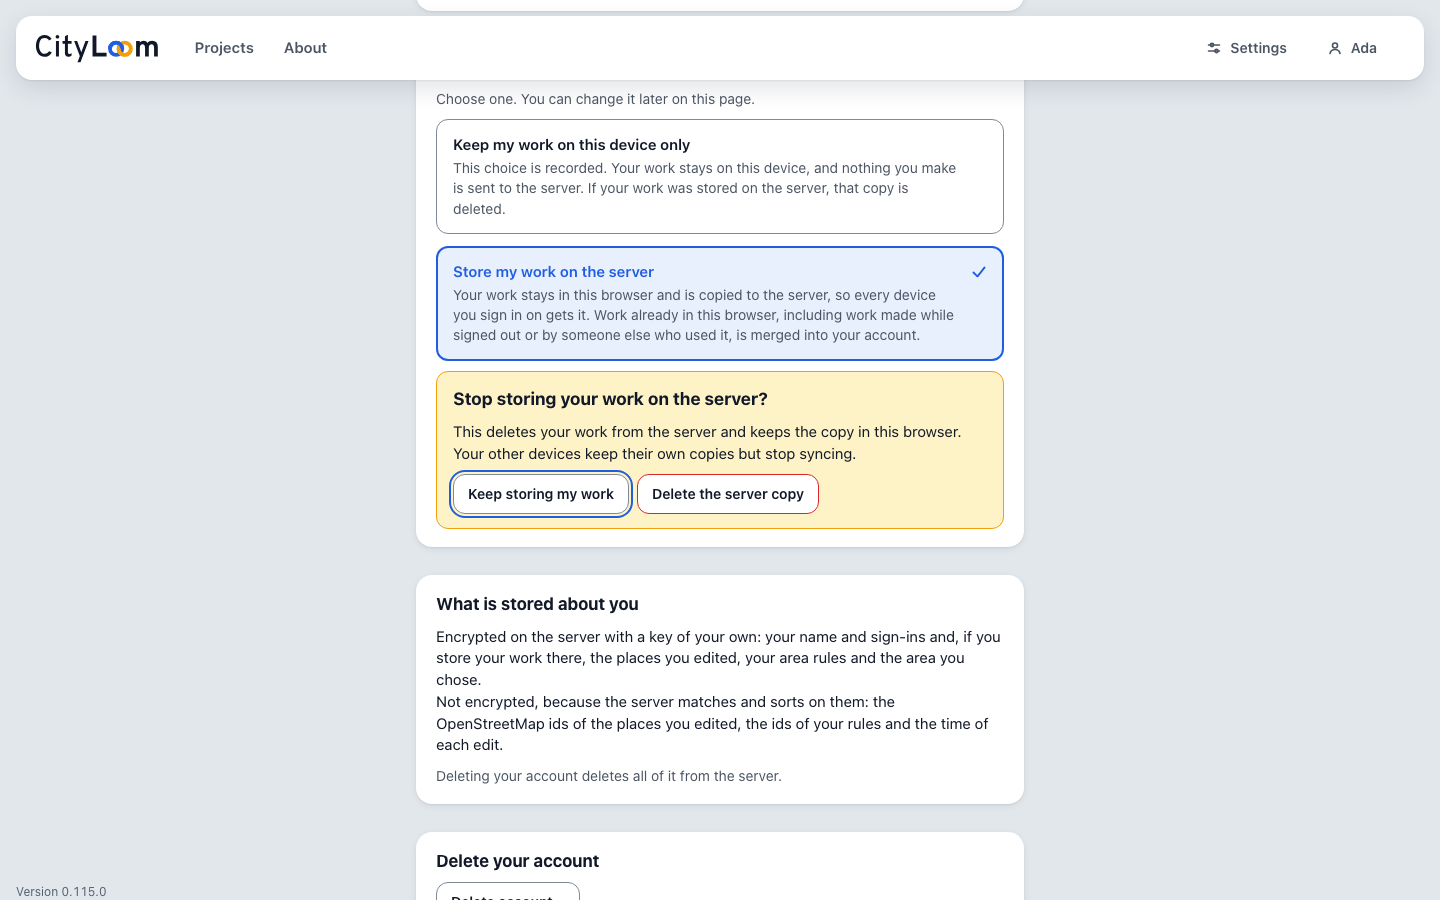 CityLoom
Projects
About
Settings
Ada
Choose one. You can change it later on this page.
Keep my work on this device only
This choice is recorded. Your work stays on this device, and nothing you make
is sent to the server. If your work was stored on the server, that copy is
deleted.
Store my work on the server
Your work stays in this browser and is copied to the server, so every device
you sign in on gets it. Work already in this browser, including work made while
signed out or by someone else who used it, is merged into your account.
Stop storing your work on the server?
This deletes your work from the server and keeps the copy in this browser.
Your other devices keep their own copies but stop syncing.
Keep storing my work
Delete the server copy
What is stored about you
Encrypted on the server with a key of your own: your name and sign-ins and, if you
store your work there, the places you edited, your area rules and the area you
chose.
Not encrypted, because the server matches and sorts on them: the
OpenStreetMap ids of the places you edited, the ids of your rules and the time of
each edit.
Deleting your account deletes all of it from the server.
Delete your account
Version 0.115.0